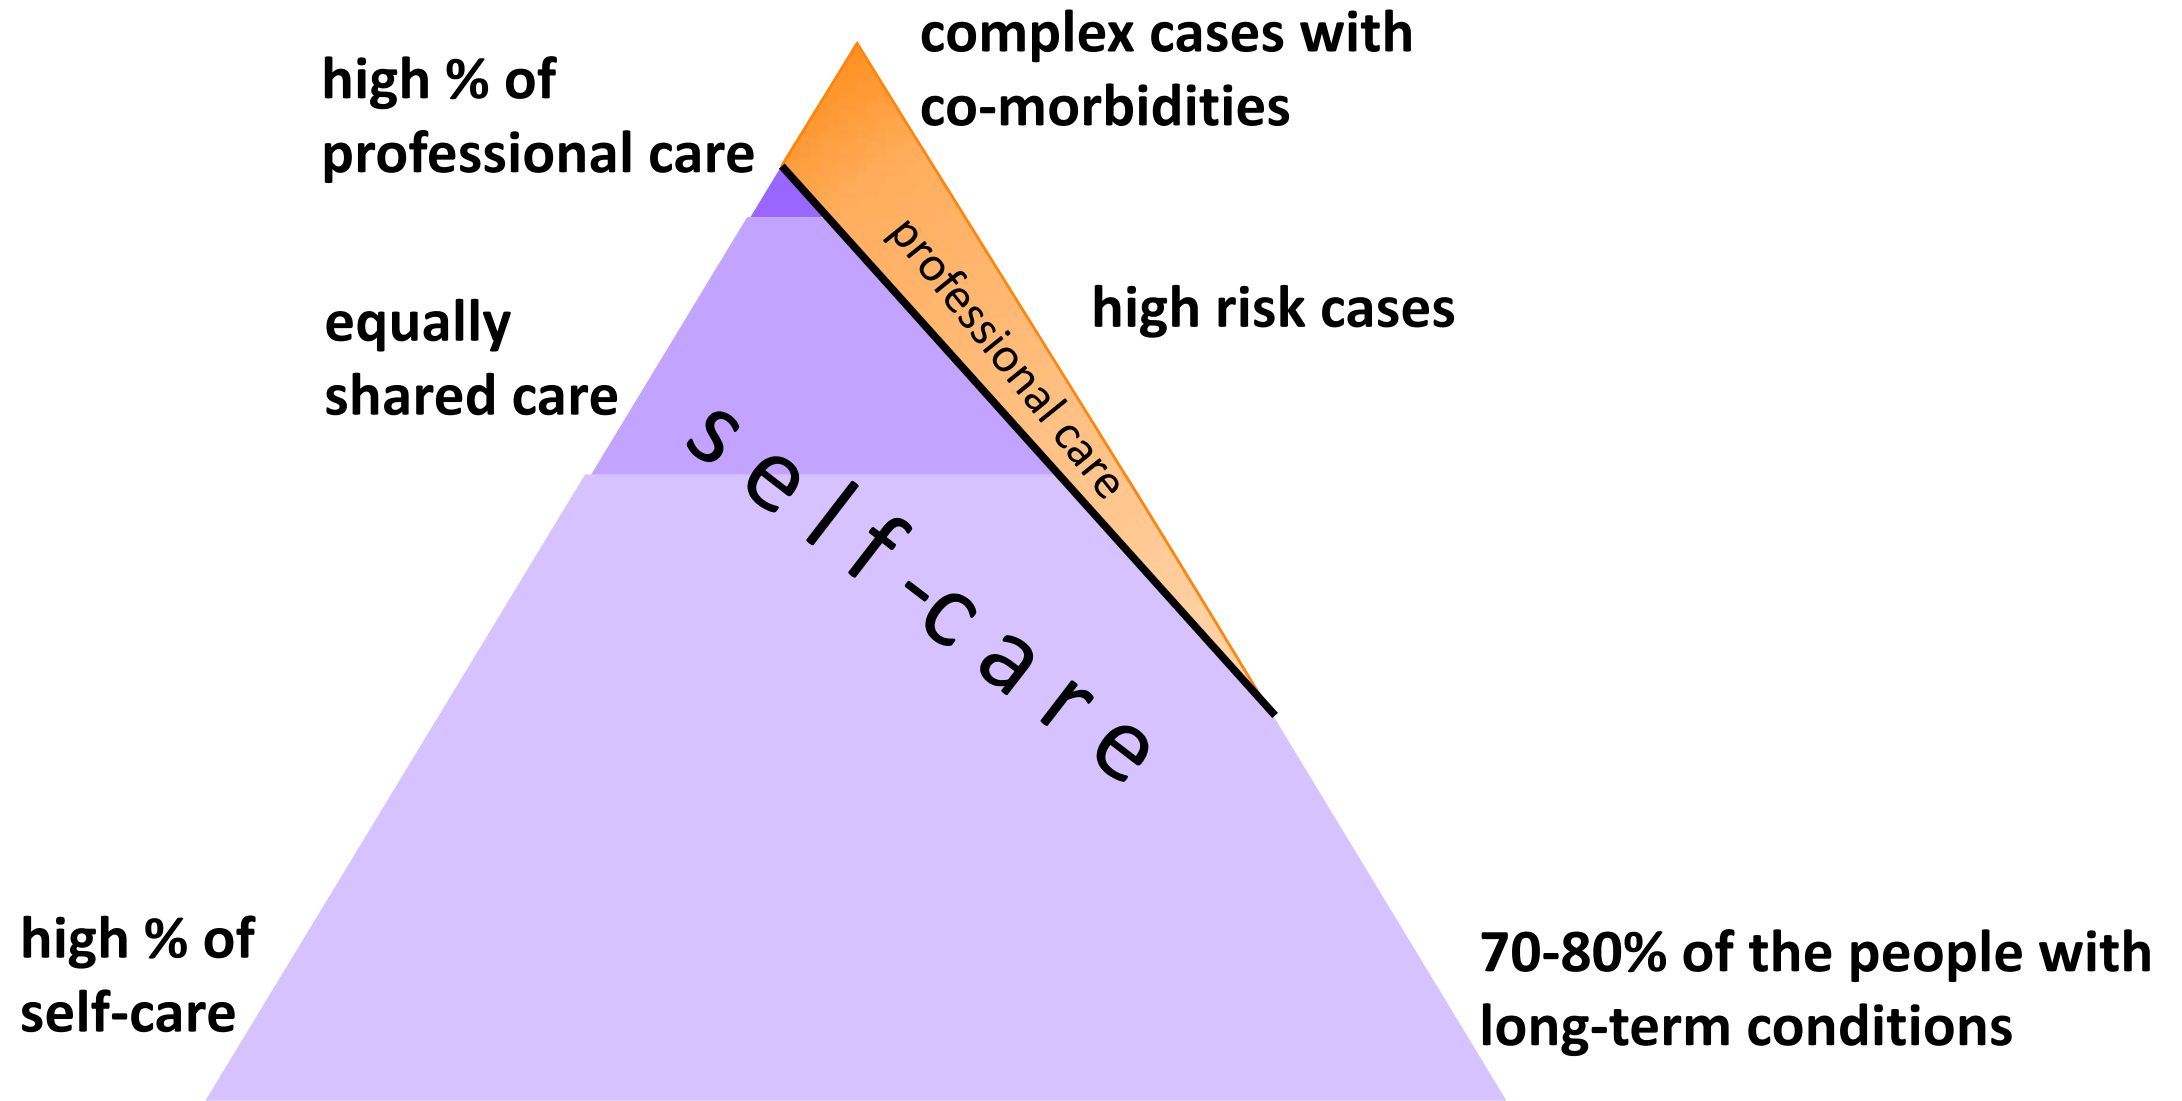 complex cases with
co-morbidities
high % of
professional care
professional care
high risk cases
equally
shared care
self-care
high % of
self-care
70-80% of the people with
long-term conditions